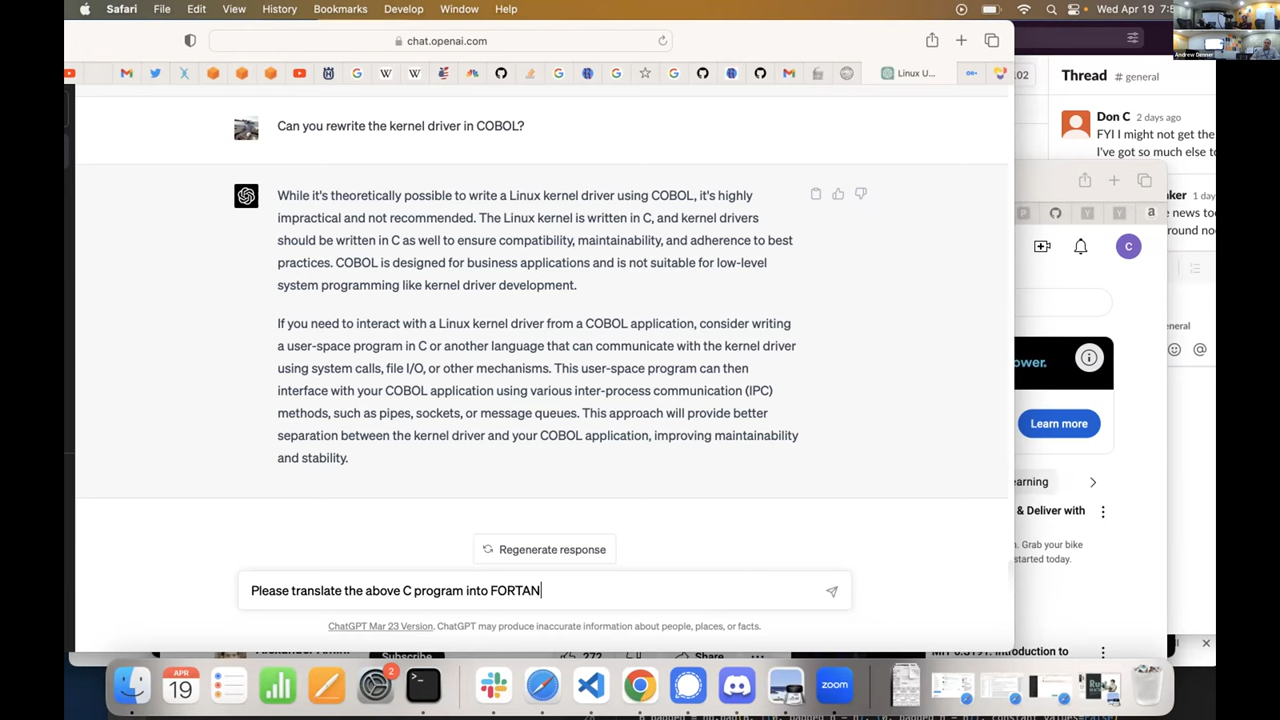 Safari File Edit View History Bookmarks Develop Window Help
Wed Apr 19
Andrew Denner
chat.openai.com
Linux U...
Thread # general
Don C 2 days ago
FYI I might not get the
I've got so much else to
Can you rewrite the kernel driver in COBOL?
While it's theoretically possible to write a Linux kernel driver using COBOL, it's highly
impractical and not recommended. The Linux kernel is written in C, and kernel drivers
should be written in C as well to ensure compatibility, maintainability, and adherence to best
practices. COBOL is designed for business applications and is not suitable for low-level
system programming like kernel driver development.
If you need to interact with a Linux kernel driver from a COBOL application, consider writing
a user-space program in C or another language that can communicate with the kernel driver
using system calls, file I/O, or other mechanisms. This user-space program can then
interface with your COBOL application using various inter-process communication (IPC)
methods, such as pipes, sockets, or message queues. This approach will provide better
separation between the kernel driver and your COBOL application, improving maintainability
and stability.
Regenerate response
Please translate the above C program into FORTAN
ChatGPT Mar 23 Version. ChatGPT may produce inaccurate information about people, places, or facts.
C
Learn more
& Deliver with
n. Grab your bike
started today.
Subscribe
272
Share
Introduction to
APR
19
2
zoom